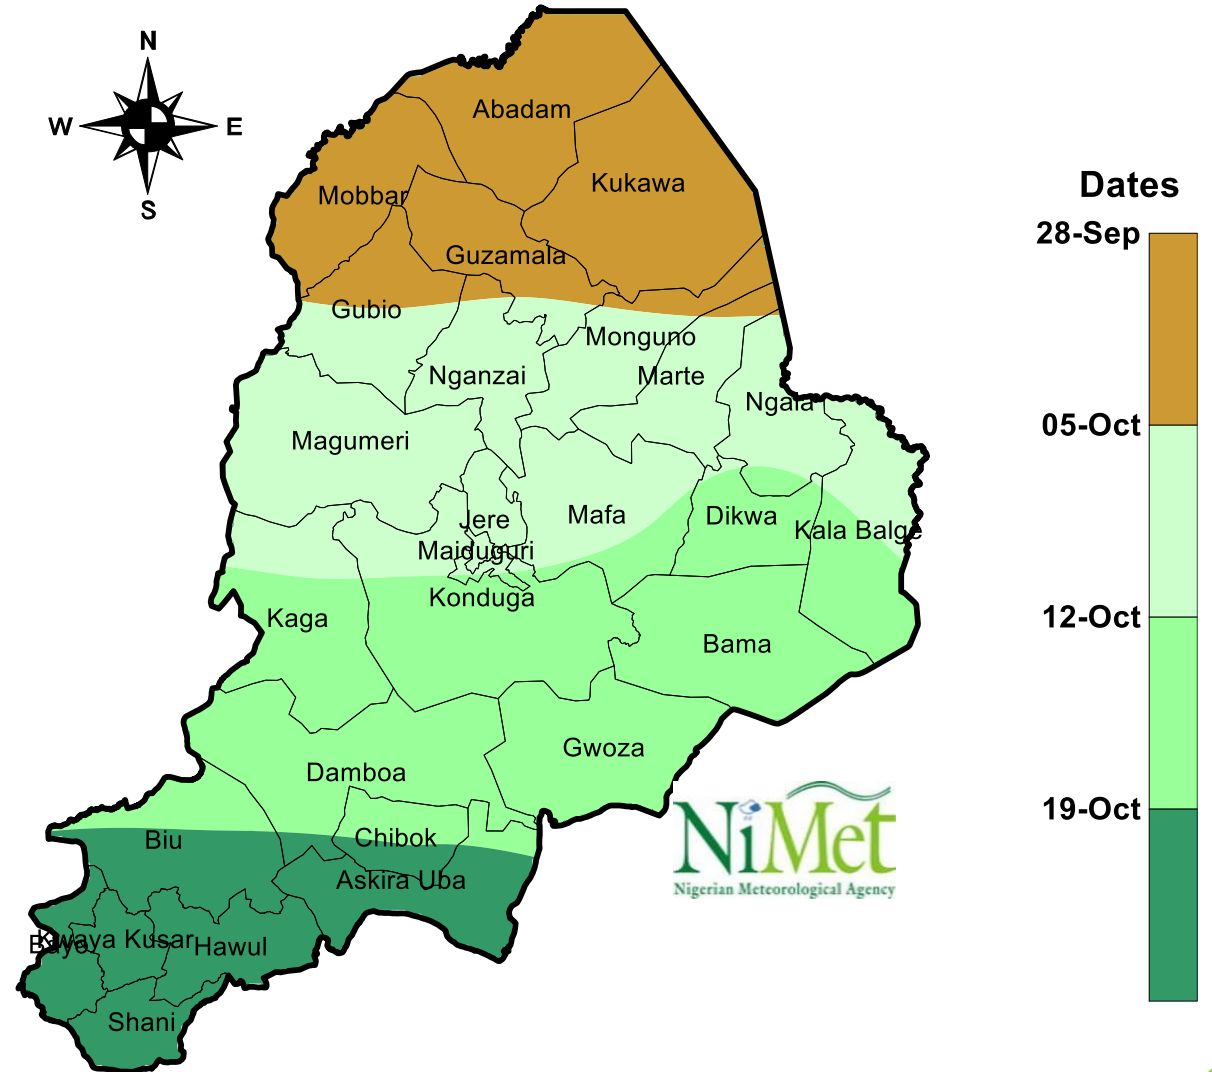 N
W
E
S
Abadam
Kukawa
Mobbar
Guzamala
Gubio
Monguno
Nganzai
Marte
Ngala
Magumeri
Jere
Mafa
Dikwa
Kala Balge
Maiduguri
Konduga
Kaga
Bama
Gwoza
Damboa
Chibok
Biu
Askira Uba
Kwaya Kusar
Bayo
Hawul
Shani
Dates
28-Sep
05-Oct
12-Oct
19-Oct
NiMet
Nigerian Meteorological Agency